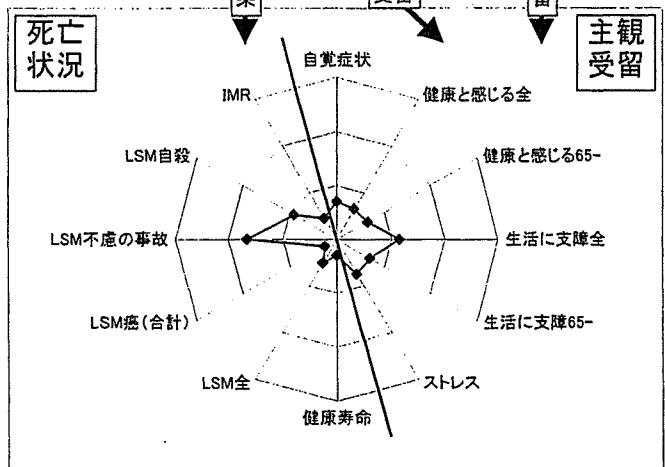 死亡
状況
主観
受留
自覚症状
IMR
健康と感じる全
LSM自殺
健康と感じる65-
LSM不慮の事故
生活に支障全
LSM癌(合計)
生活に支障65-
LSM全
ストレス
健康寿命